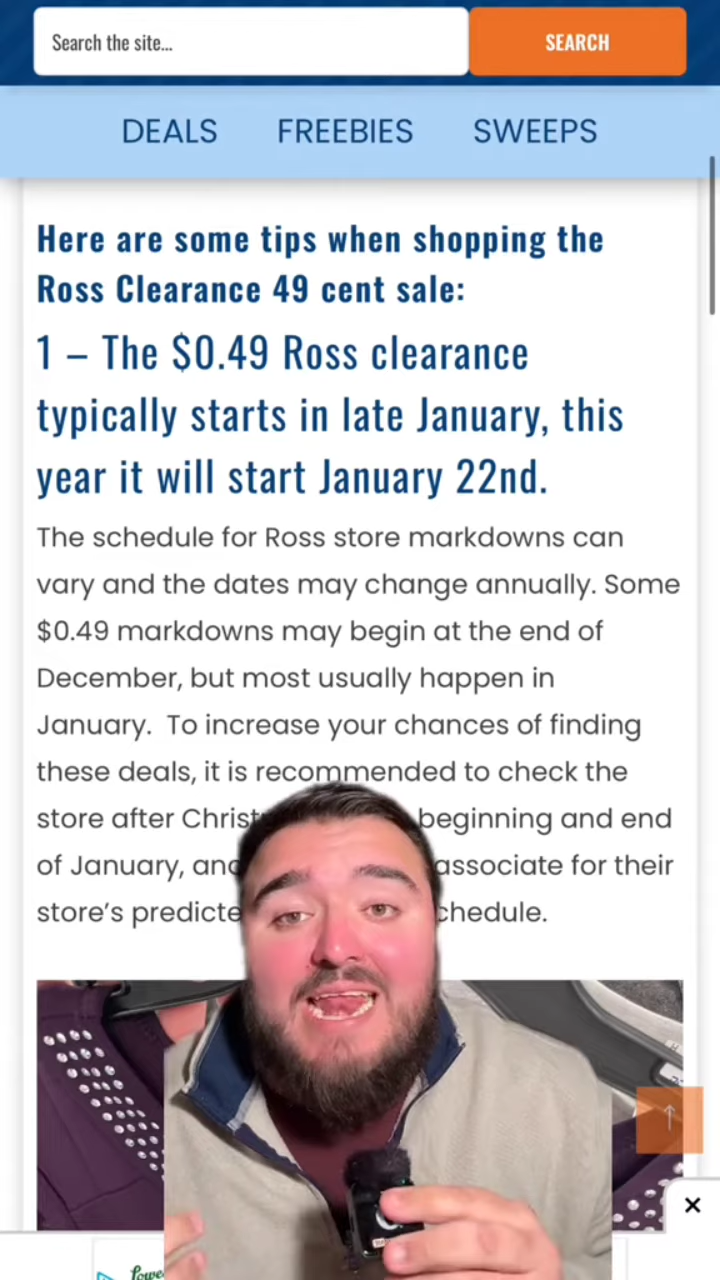 Search the site...
SEARCH
DEALS FREEBIES SWEEPS
Here are some tips when shopping the
Ross Clearance 49 cent sale:
1 – The $0.49 Ross clearance
typically starts in late January, this
year it will start January 22nd.
The schedule for Ross store markdowns can
vary and the dates may change annually. Some
$0.49 markdowns may begin at the end of
December, but most usually happen in
January. To increase your chances of finding
these deals, it is recommended to check the
store after beginning and end
of January, associate for their
store's